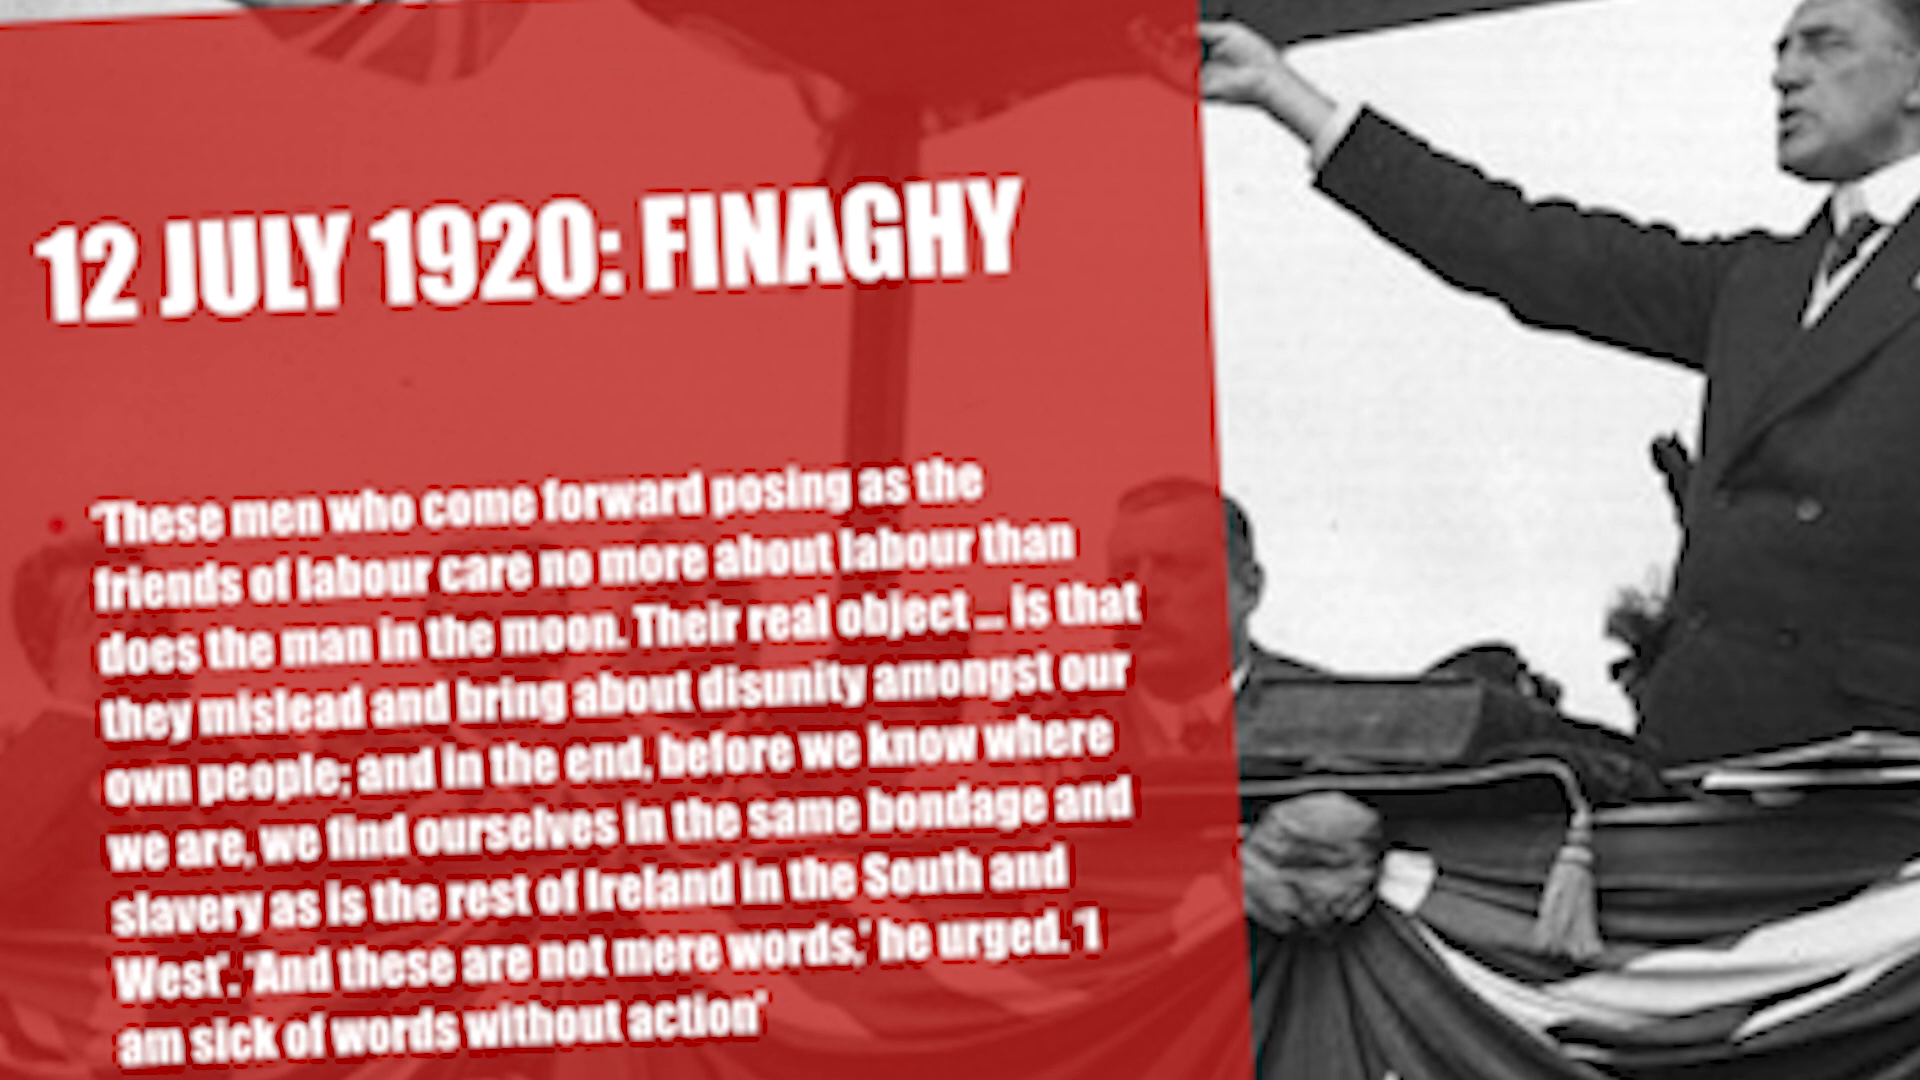 12 JULY 1920: FINAGHY
'These men who come forward posing as the
friends of labour care no more about labour than
does the man in the moon. Their real object ... is that
they mislead and bring about disunity amongst our
own people; and in the end, before we know where
we are, we find ourselves in the same bondage and
slavery as is the rest of Ireland in the South and
West'. 'And these are not mere words,' he urged. 'I
am sick of words without action'